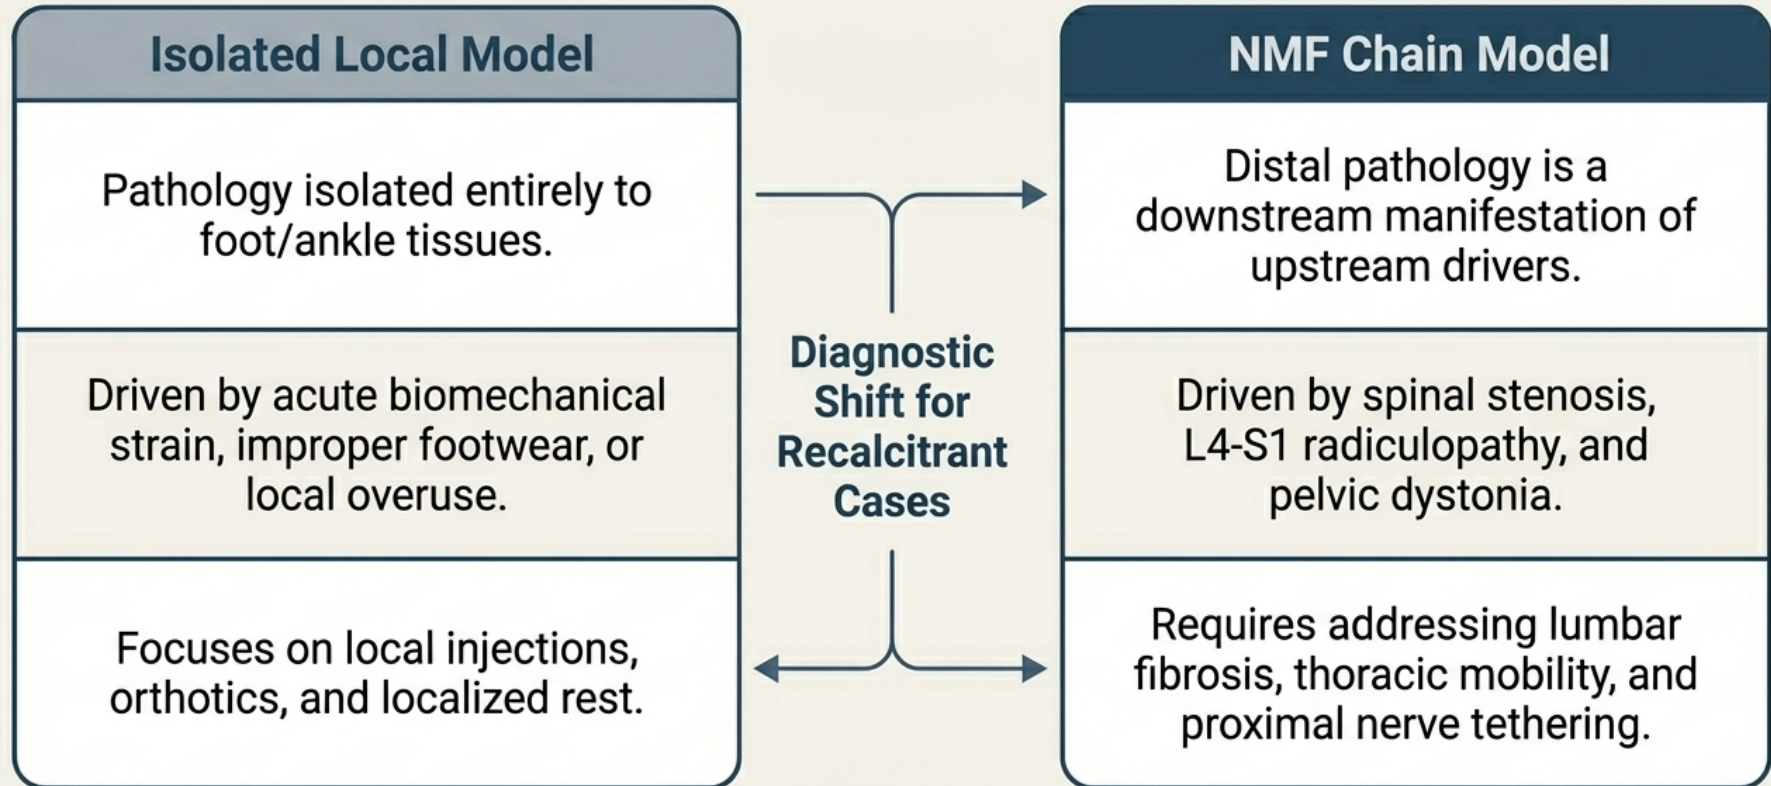 Isolated Local Model
Pathology isolated entirely to
foot/ankle tissues.
Driven by acute biomechanical
strain, improper footwear, or
local overuse.
Focuses on local injections,
orthotics, and localized rest.
Diagnostic
Shift for
Recalcitrant
Cases
NMF Chain Model
Distal pathology is a
downstream manifestation of
upstream drivers.
Driven by spinal stenosis,
L4-S1 radiculopathy, and
pelvic dystonia.
Requires addressing lumbar
fibrosis, thoracic mobility, and
proximal nerve tethering.